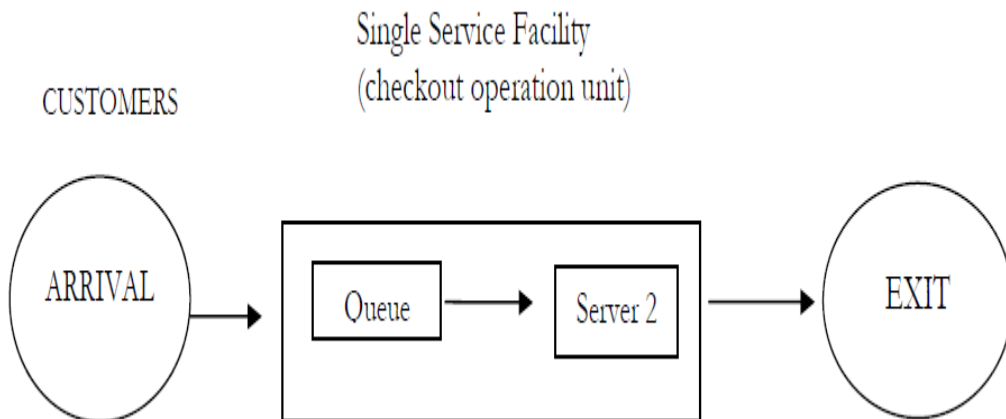 Single Service Facility
(checkout operation unit)
CUSTOMERS
ARRIVAL
Queue
Server 2
EXIT